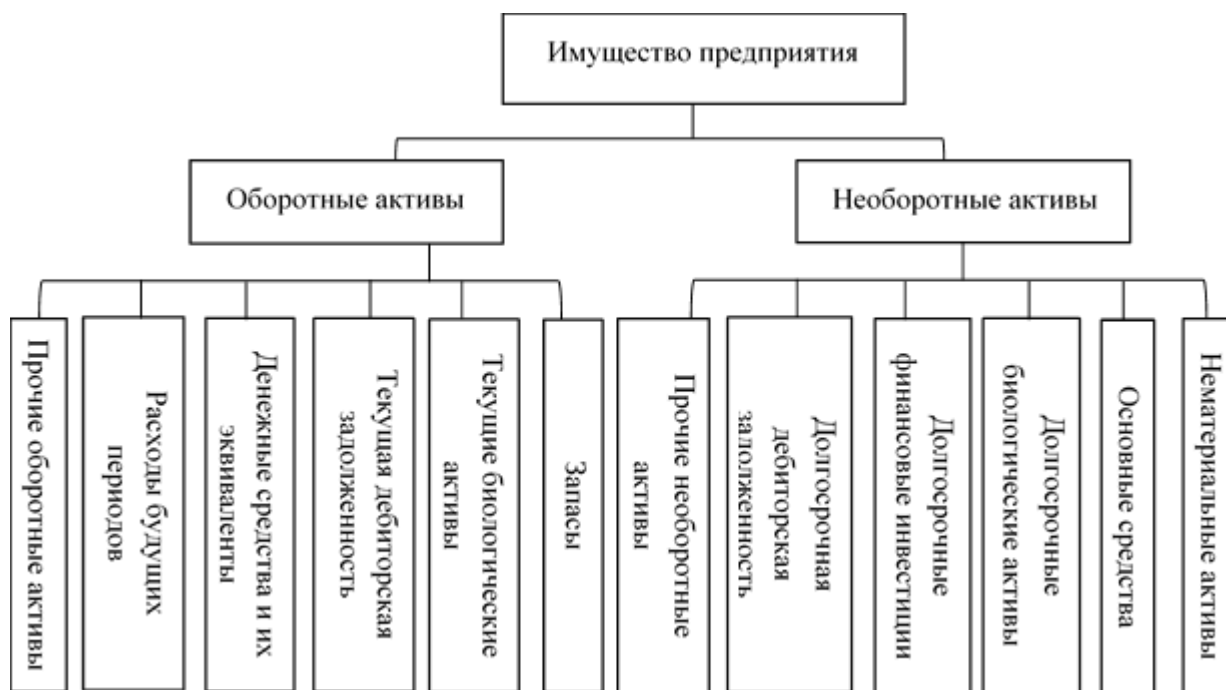 Имущество предприятия
Оборотные активы
Необоротные активы
Прочие оборотные активы
Расходы будущих
периодов
Денежные средства и их
эквиваленты
Текущая дебиторская
задолженность
Текущие биологические
активы
Запасы
Прочие необоротные
активы
Долгосрочная
дебиторская
залолженность
Долгосрочные
финансовые инвестиции
Долгосрочные
биологические активы
Основные средства
Нематериальные активы